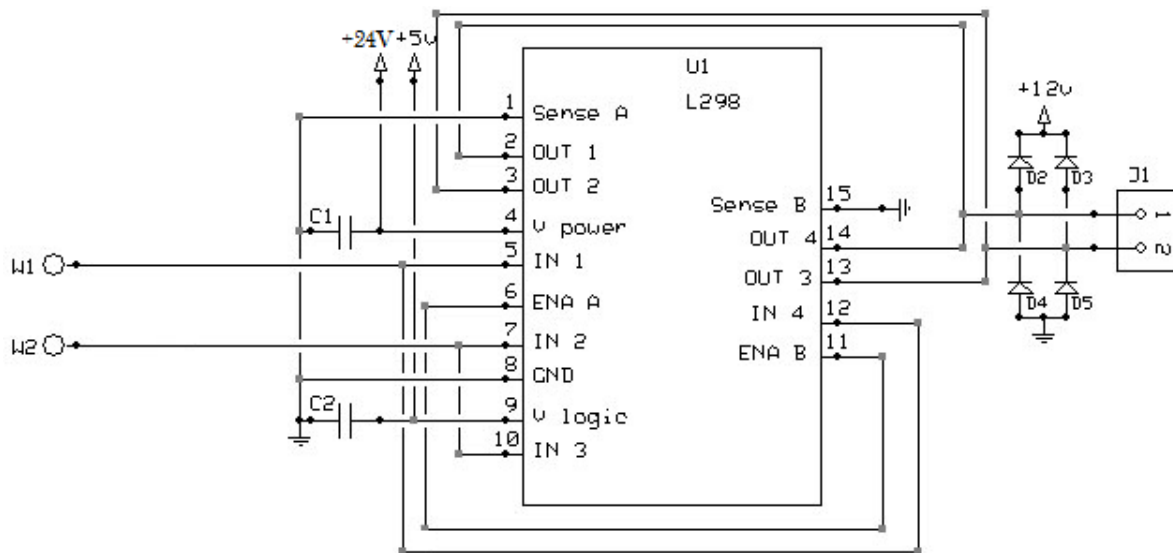 +24V +5v
U1
L298
1 Sense A
2 OUT 1
3 OUT 2
4 V power
5 IN 1
6 ENA A
7 IN 2
8 GND
9 V logic
10 IN 3
15 Sense B
14 OUT 4
13 OUT 3
12 IN 4
11 ENA B
C1
C2
W1
W2
+12v
D2 D3
D4 D5
J1
1
2